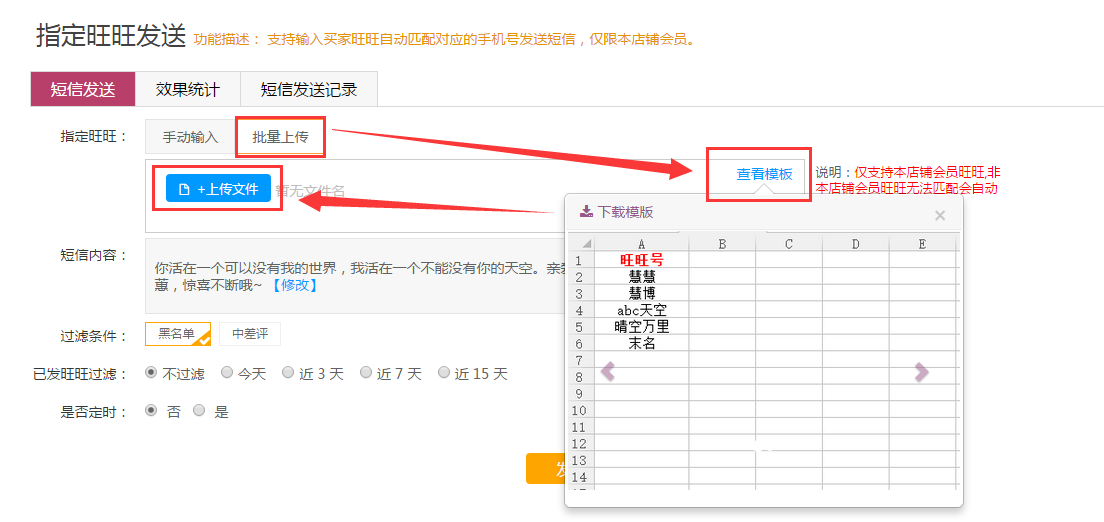 指定旺旺发送 功能描述： 支持输入买家旺旺自动匹配对应的手机号发送短信，仅限本店铺会员。
短信发送 效果统计 短信发送记录
指定旺旺： 手动输入 批量上传
+上传文件 暂无文件名
查看模板 说明：仅支持本店铺会员旺旺,非
本店铺会员旺旺无法匹配会自动
下载模版 ×
短信内容：
你活在一个可以没有我的世界，我活在一个不能没有你的天空。亲爱
蕙，惊喜不断哦~ 【修改】
过滤条件： 黑名单 中差评
已发旺旺过滤： 不过滤 今天 近 3 天 近 7 天 近 15 天
是否定时： 否 是
A B C D E
1 旺旺号
2 慧慧
3 慧博
4 abc天空
5 晴空万里
6 末名
7
8
9
10
11
12
13
14